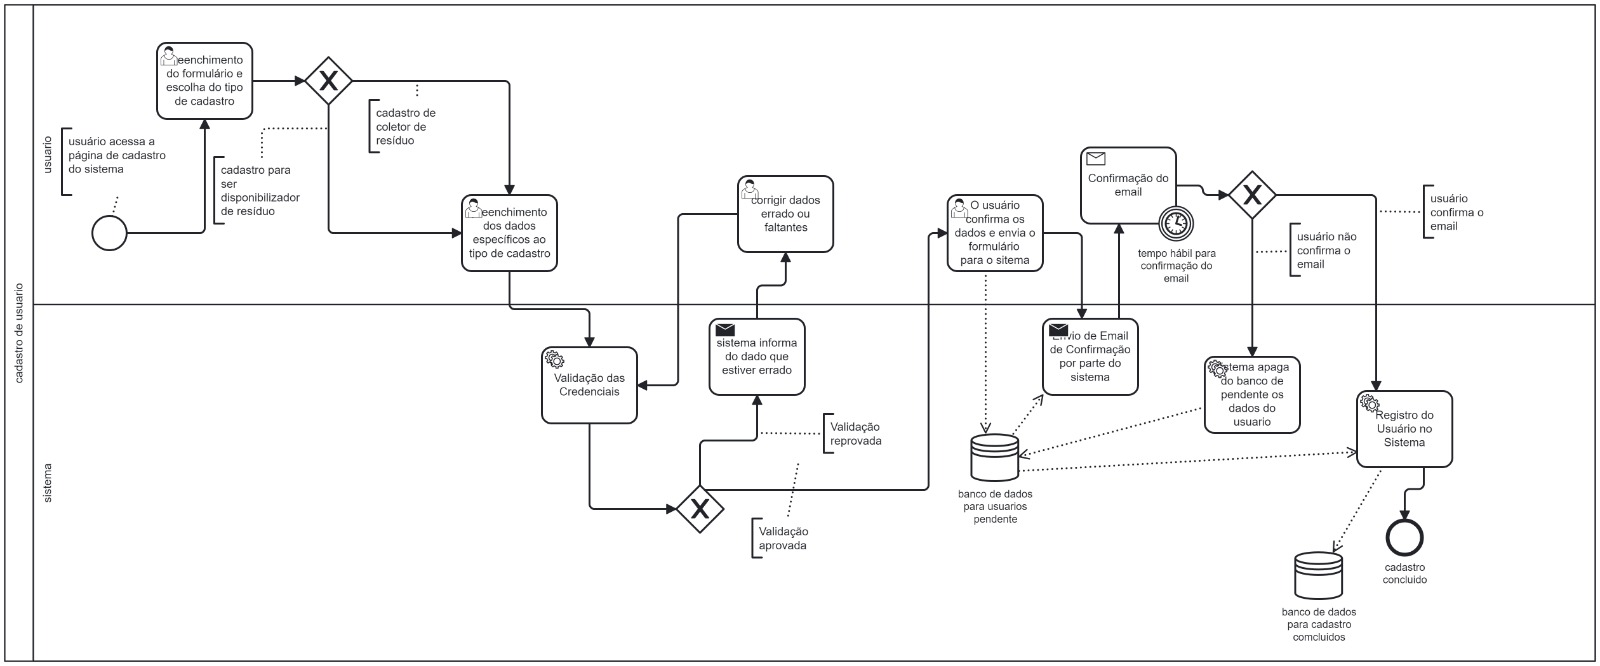 cadastro de usuario
usuario
sistema
usuário acessa a
página de cadastro
do sistema
eenchimento
do formulário e
escolha do tipo
de cadastro
cadastro para
ser
disponibilizador
de resíduo
cadastro de
coletor de
resíduo
eenchimento
dos dados
específicos ao
tipo de cadastro
Validação das
Credenciais
sistema informa
do dado que
estiver errado
corrigir dados
errado ou
faltantes
Validação
reprovada
Validação
aprovada
O usuário
confirma os
dados e envia o
formulário
para o sitema
banco de dados
para usuarios
pendente
Envio de Email
de Confirmação
por parte do
sistema
Confirmação do
email
tempo hábil para
confirmação do
email
usuário não
confirma o
email
usuário
confirma o
email
stema apaga
do banco de
pendente os
dados do
usuario
Registro do
Usuário no
Sistema
cadastro
concluido
banco de dados
para cadastro
comcluidos